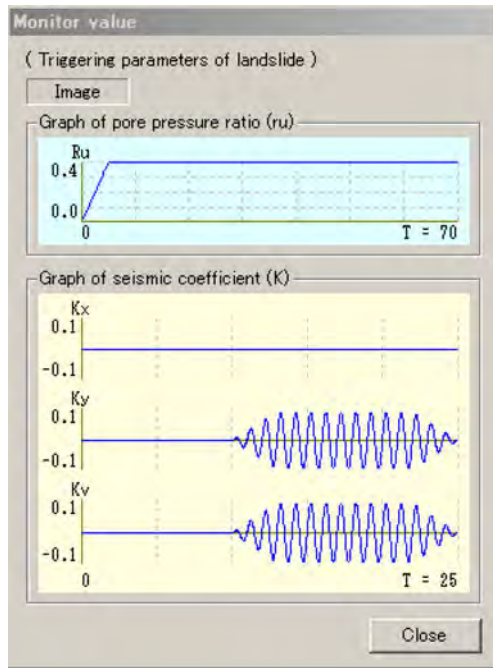 Monitor value
( Triggering parameters of landslide )
Image
Graph of pore pressure ratio (ru)
Ru
0.4
0.0
0 T = 70
Graph of seismic coefficient (K)
Kx
0.1
-0.1
Ky
0.1
-0.1
Kv
0.1
-0.1
0 T = 25
Close